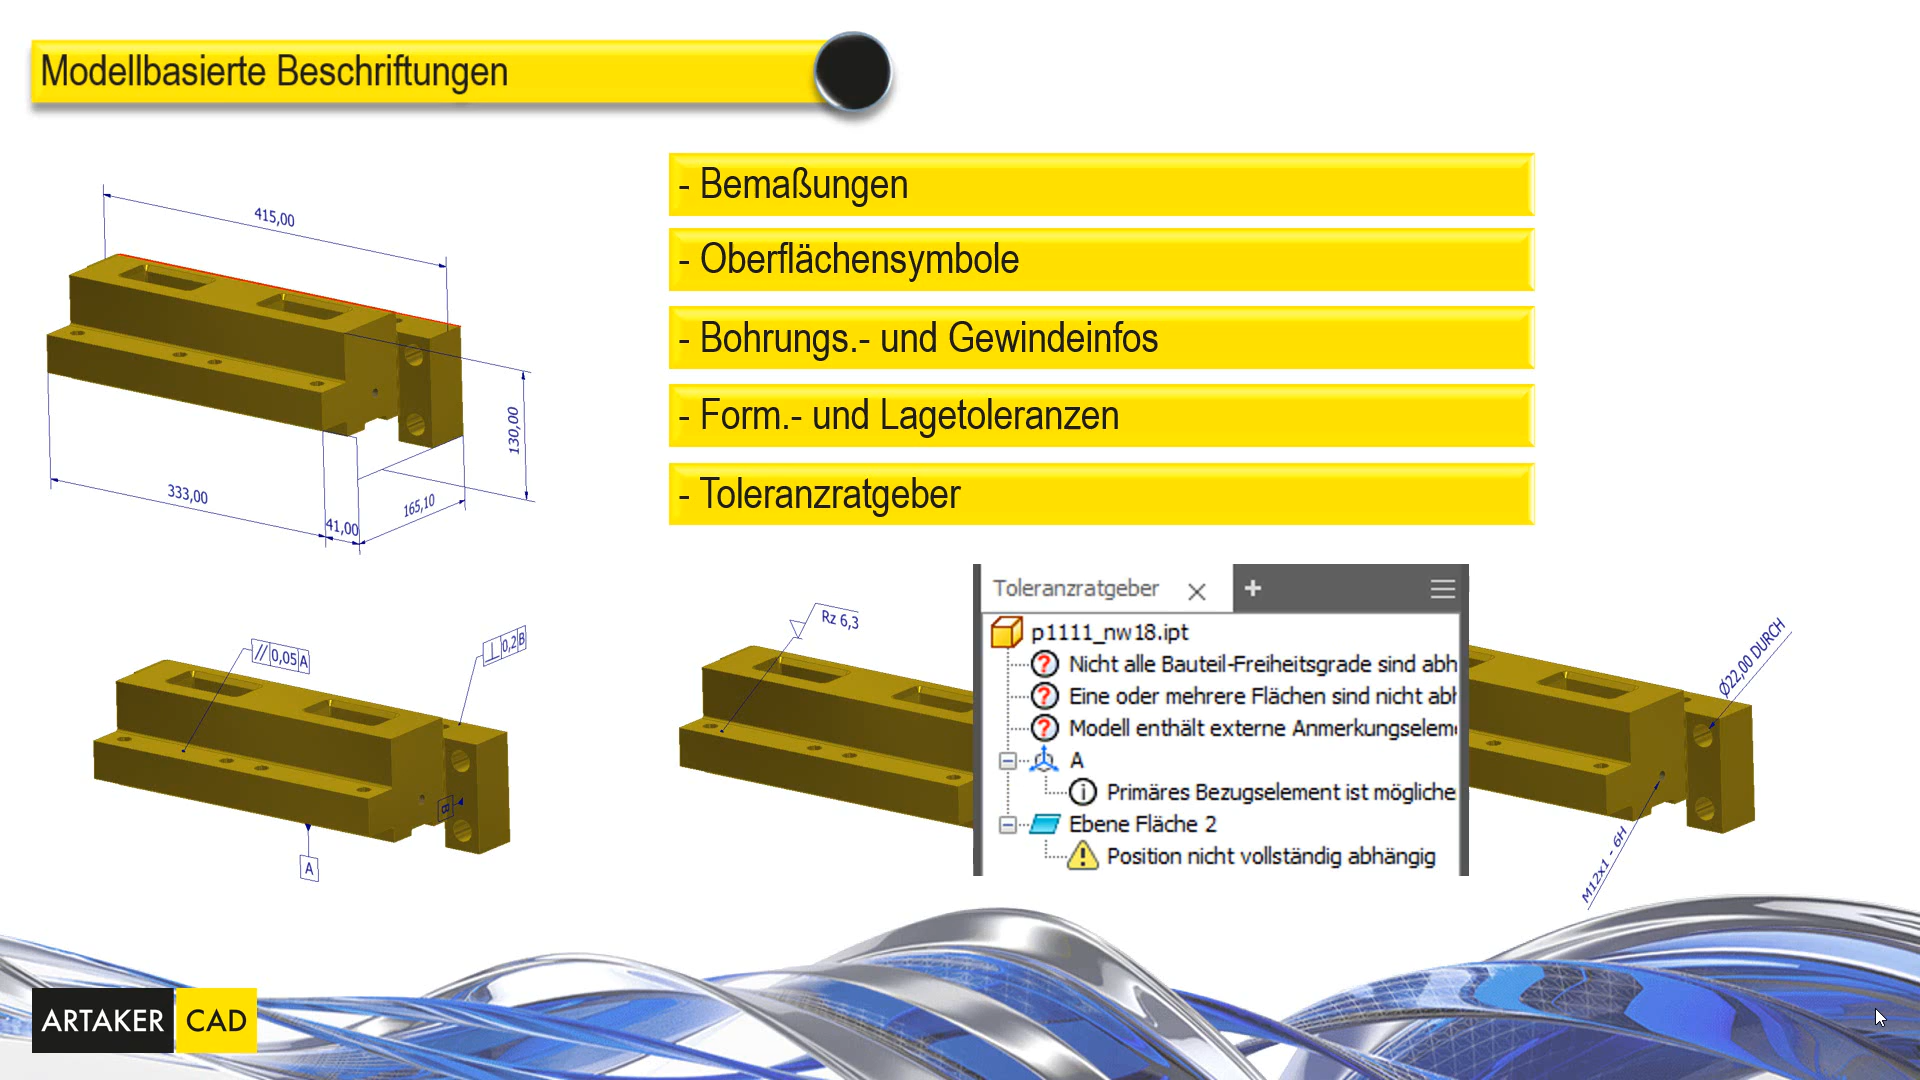 Modellbasierte Beschriftungen
- Bemaßungen
- Oberflächensymbole
- Bohrungs.- und Gewindeinfos
- Form.- und Lagetoleranzen
- Toleranzratgeber
415,00
130,00
333,00
41,00
165,10
// 0,05 A
⊥ 0,2 B
B
A
Rz 6,3
Toleranzratgeber
p1111_nw18.ipt
Nicht alle Bauteil-Freiheitsgrade sind abh
Eine oder mehrere Flächen sind nicht abh
Modell enthält externe Anmerkungselem
A
Primäres Bezugselement ist mögliche
Ebene Fläche 2
Position nicht vollständig abhängig
Ø22,00 DURCH
M12x1 - 6H
ARTAKER CAD